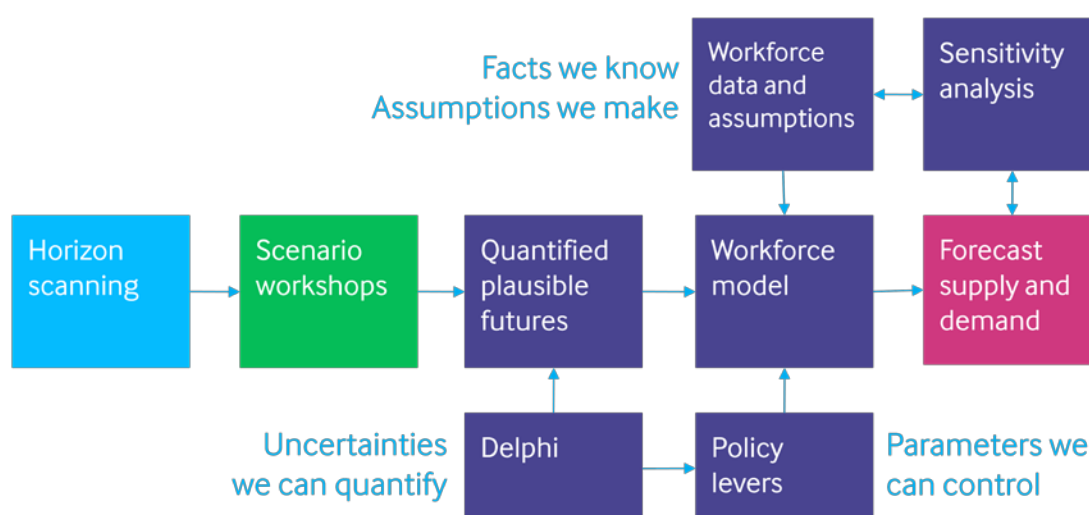 Facts we know
Assumptions we make
Workforce
data and
assumptions
Sensitivity
analysis
Horizon
scanning
Scenario
workshops
Quantified
plausible
futures
Workforce
model
Forecast
supply and
demand
Uncertainties
we can quantify
Delphi
Policy
levers
Parameters we
can control